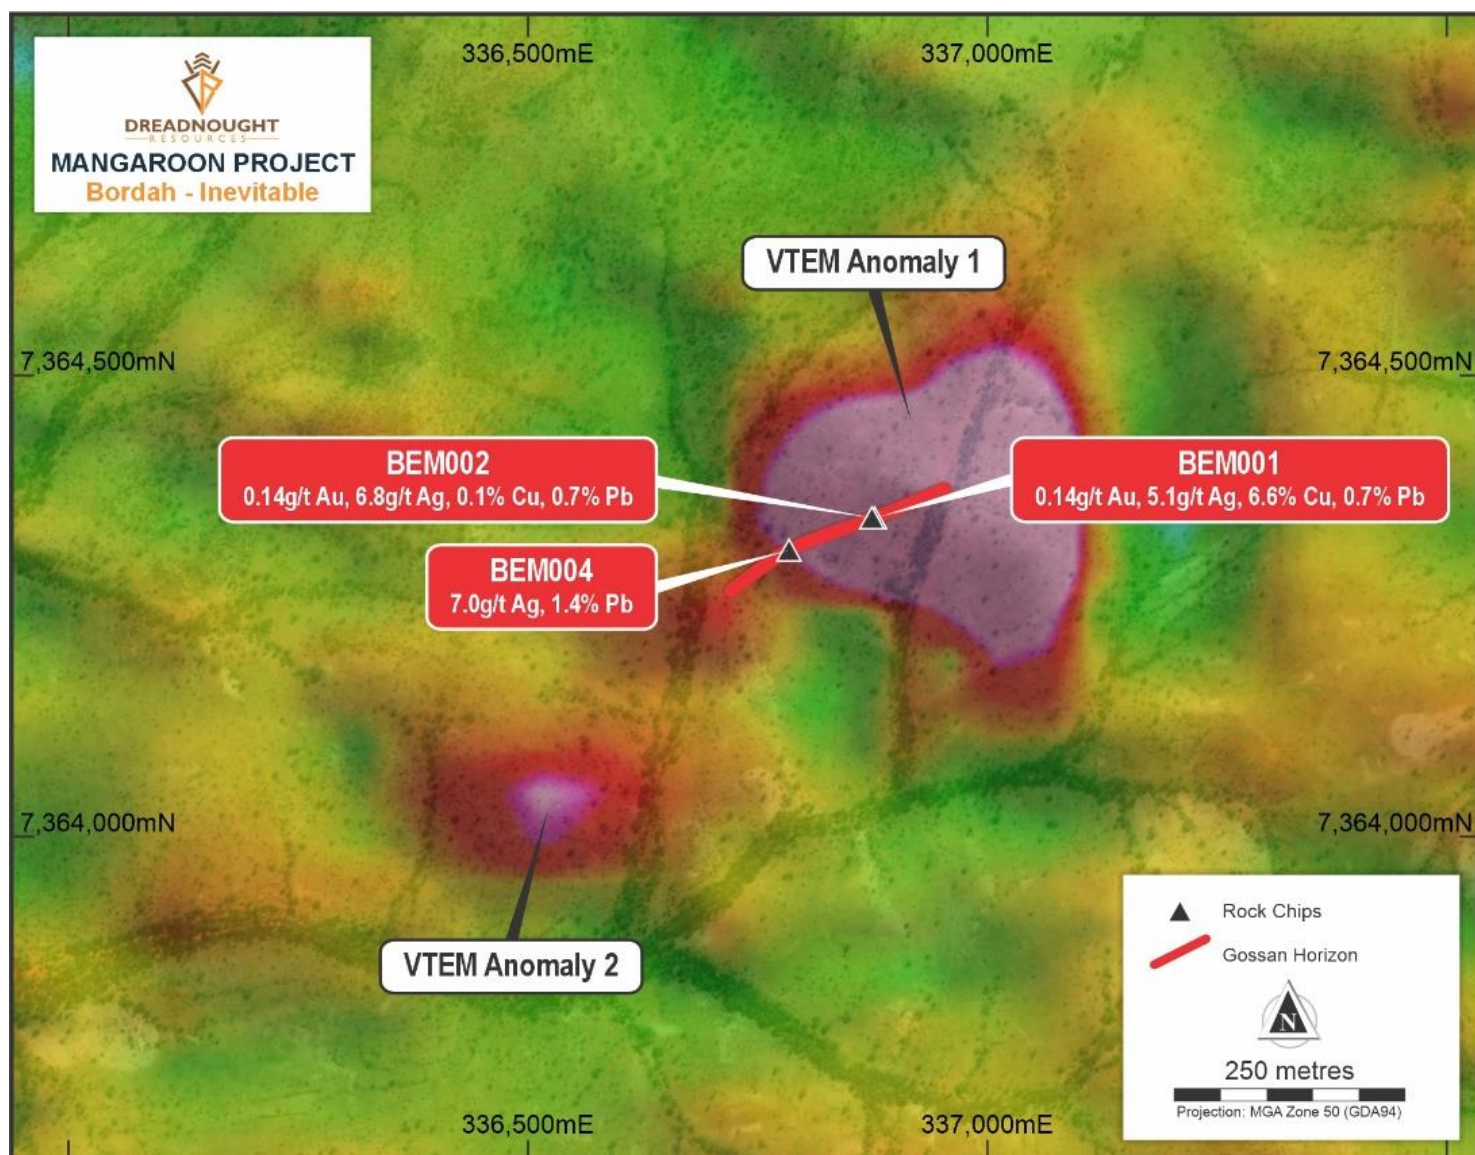 336,500mE
337,000mE
DREADNOUGHT
RESOURCES
MANGAROON PROJECT
Bordah - Inevitable
VTEM Anomaly 1
7,364,500mN
7,364,500mN
BEM002
0.14g/t Au, 6.8g/t Ag, 0.1% Cu, 0.7% Pb
BEM001
0.14g/t Au, 5.1g/t Ag, 6.6% Cu, 0.7% Pb
BEM004
7.0g/t Ag, 1.4% Pb
7,364,000mN
7,364,000mN
VTEM Anomaly 2
Rock Chips
Gossan Horizon
N
250 metres
Projection: MGA Zone 50 (GDA94)
336,500mE
337,000mE